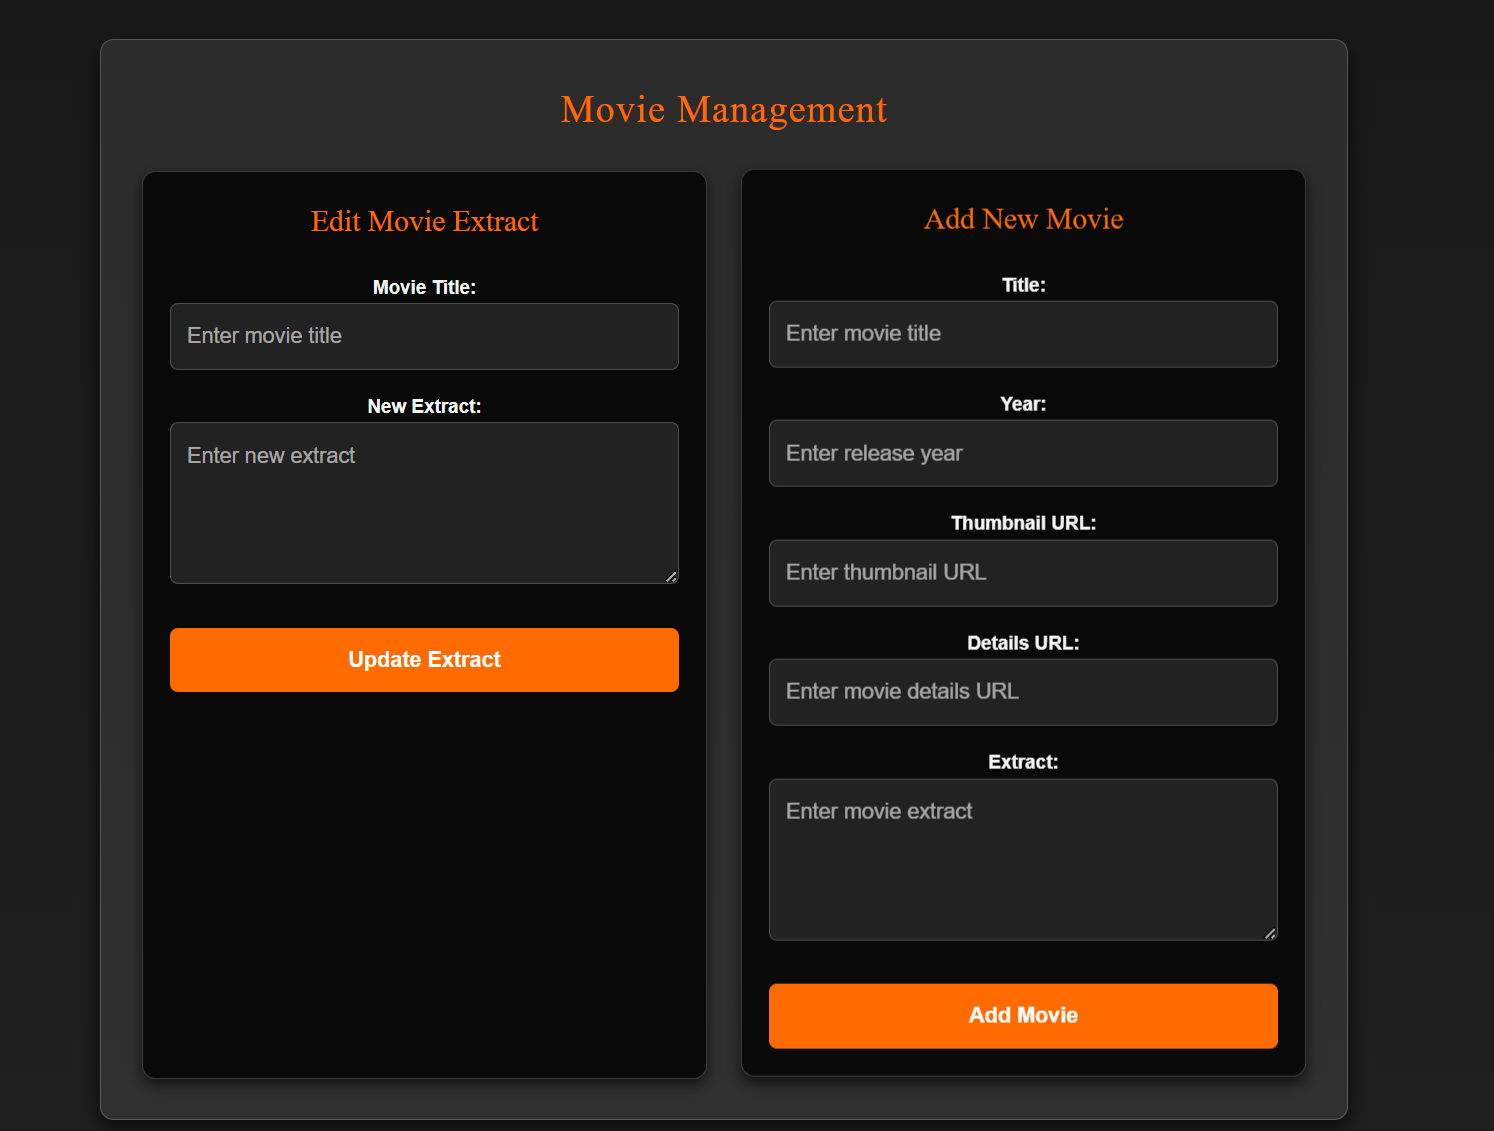 Movie Management
Edit Movie Extract
Movie Title:
Enter movie title
New Extract:
Enter new extract
Update Extract
Add New Movie
Title:
Enter movie title
Year:
Enter release year
Thumbnail URL:
Enter thumbnail URL
Details URL:
Enter movie details URL
Extract:
Enter movie extract
Add Movie